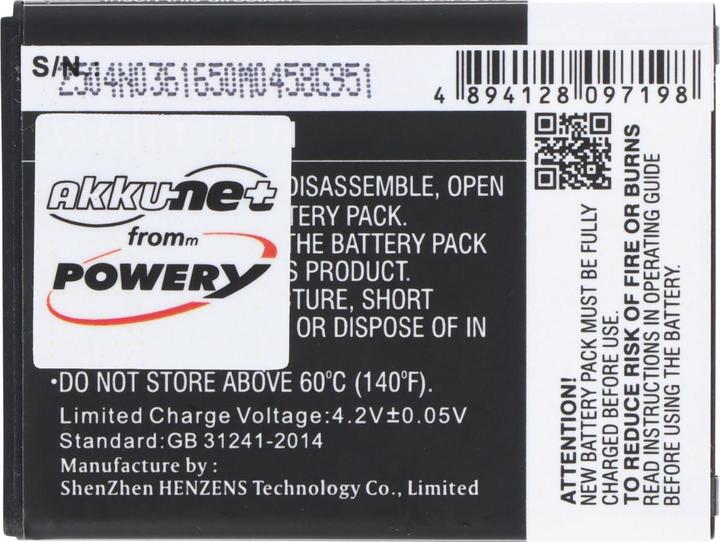 S/N.:
2304N0361650M0458G951
4 894128 097198
DISASSEMBLE, OPEN
TERY PACK.
THE BATTERY PACK
S PRODUCT.
TURE, SHORT
OR DISPOSE OF IN
akku-net
from m
POWERY
•DO NOT STORE ABOVE 60°C (140°F).
Limited Charge Voltage:4.2V±0.05V
Standard:GB 31241-2014
Manufacture by :
ShenZhen HENZENS Technology Co., Limited
ATTENTION!
NEW BATTERY PACK MUST BE FULLY
CHARGED BEFORE USE.
TO REDUCE RISK OF FIRE OR BURNS
READ INSTRUCTIONS IN OPERATING GUIDE
BEFORE USING THE BATTERY.